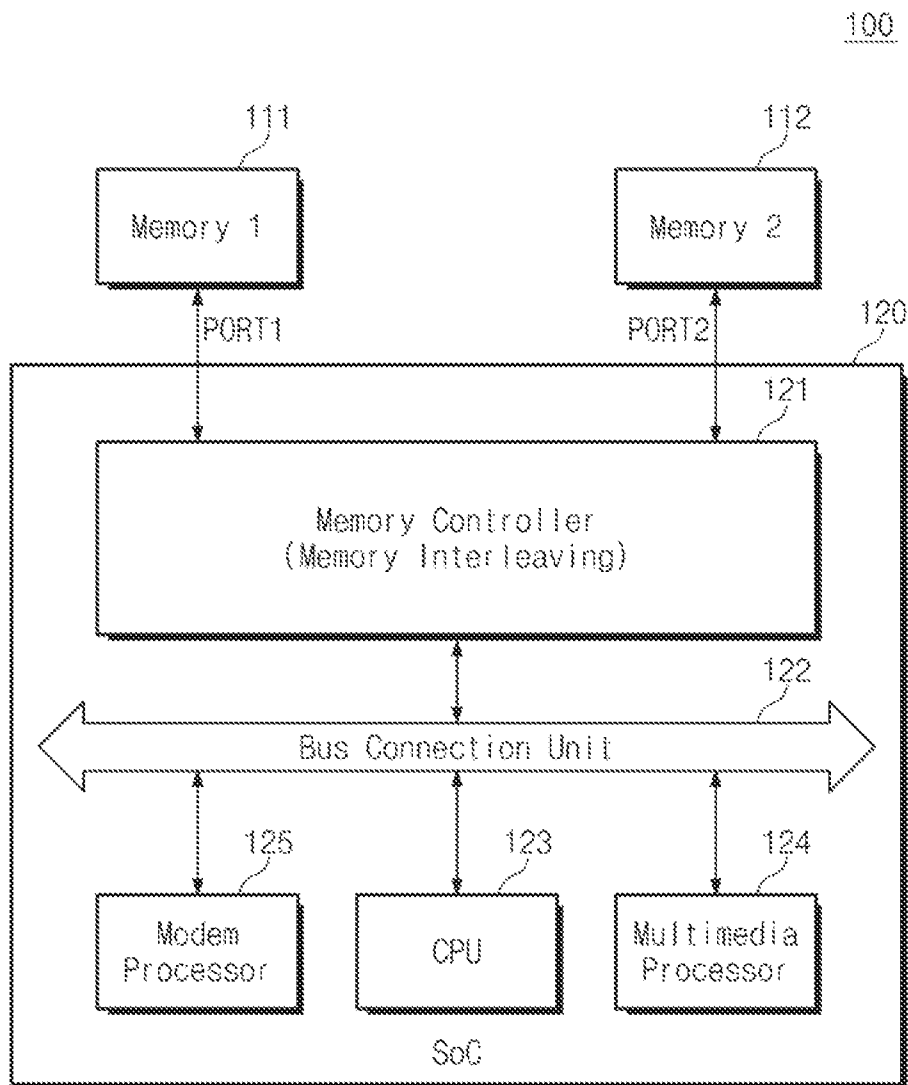 100
111
112
Memory 1
Memory 2
PORT1
PORT2
120
121
Memory Controller
(Memory Interleaving)
122
Bus Connection Unit
125
123
124
Modem
Processor
CPU
Multimedia
Processor
SoC